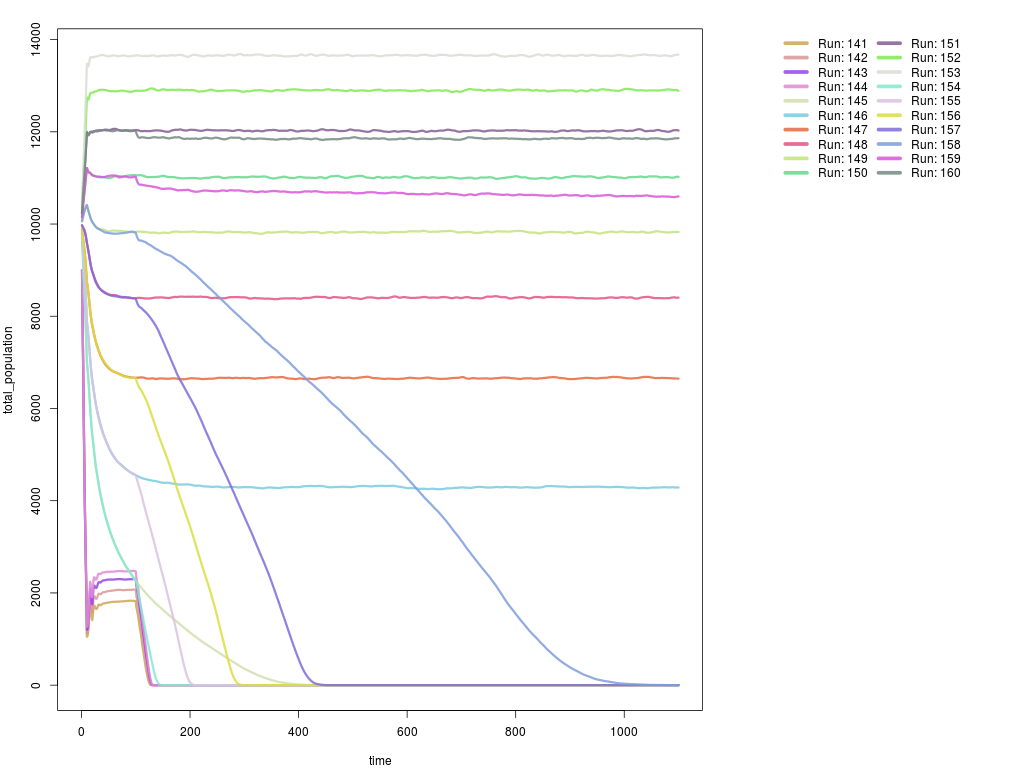 14000
12000
10000
8000
6000
4000
2000
0
total_population
0 200 400 600 800 1000
time
Run: 141 Run: 151
Run: 142 Run: 152
Run: 143 Run: 153
Run: 144 Run: 154
Run: 145 Run: 155
Run: 146 Run: 156
Run: 147 Run: 157
Run: 148 Run: 158
Run: 149 Run: 159
Run: 150 Run: 160